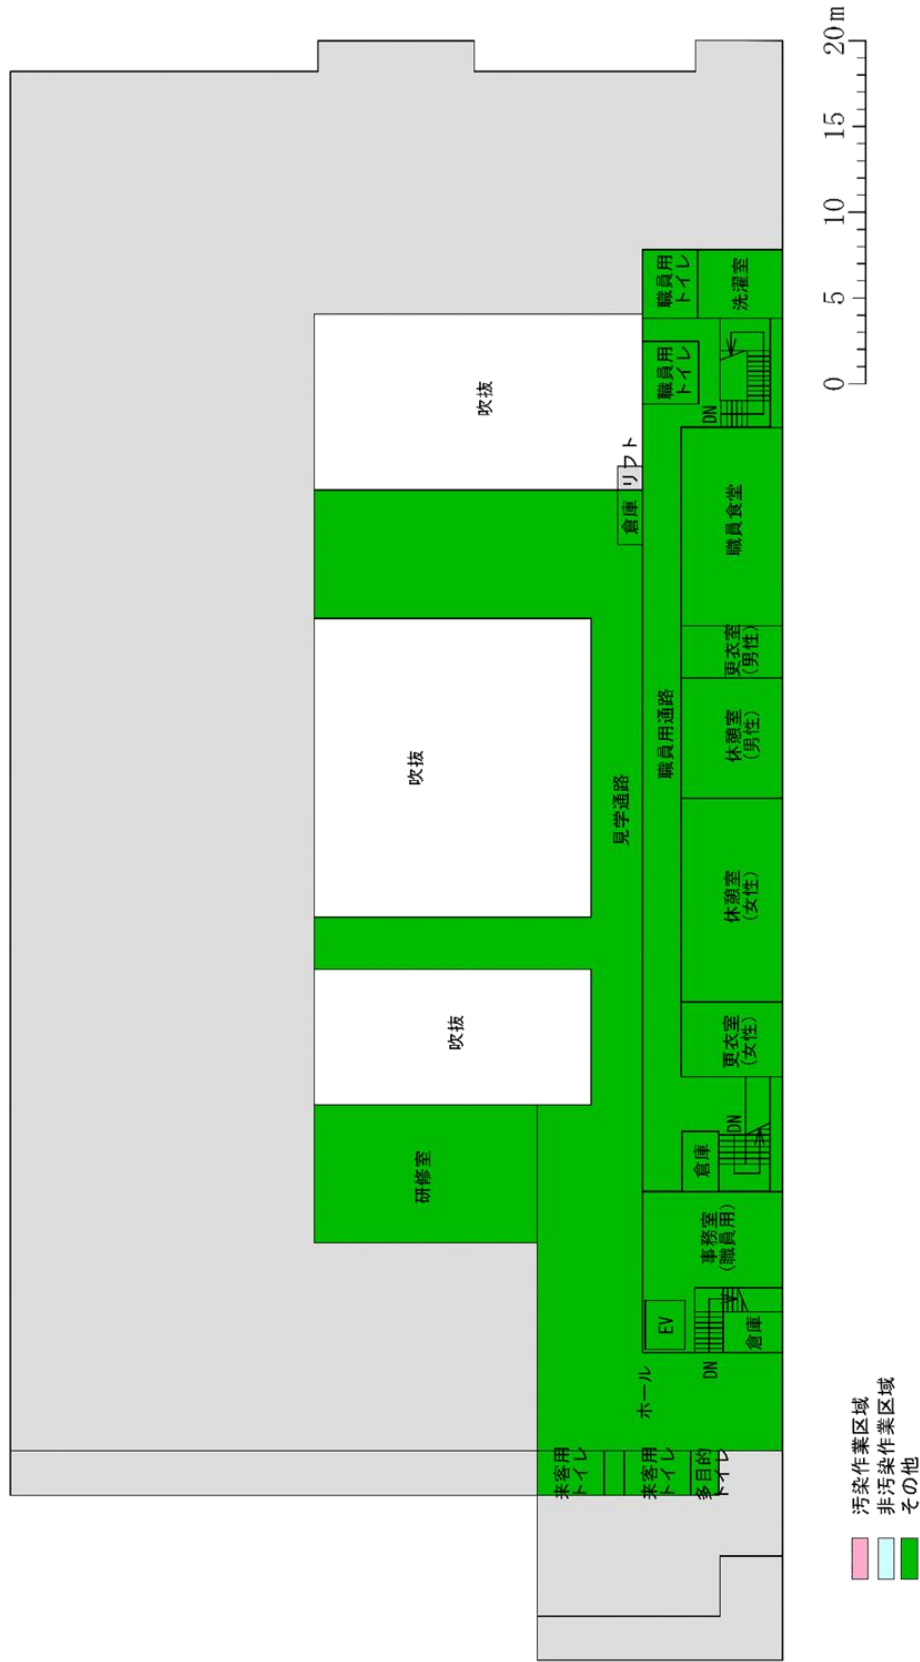 来客用
トイレ
来客用
トイレ
多目的
トイレ
ホール
DN
EV
倉庫
事務室
(職員用)
研修室
倉庫
DN
吹抜
更衣室
(女性)
休憩室
(女性)
見学通路
職員用通路
吹抜
休憩室
(男性)
更衣室
(男性)
職員食堂
倉庫
リフト
吹抜
DN
職員用
トイレ
職員用
トイレ
洗濯室
汚染作業区域
非汚染作業区域
その他
0 5 10 15 20m